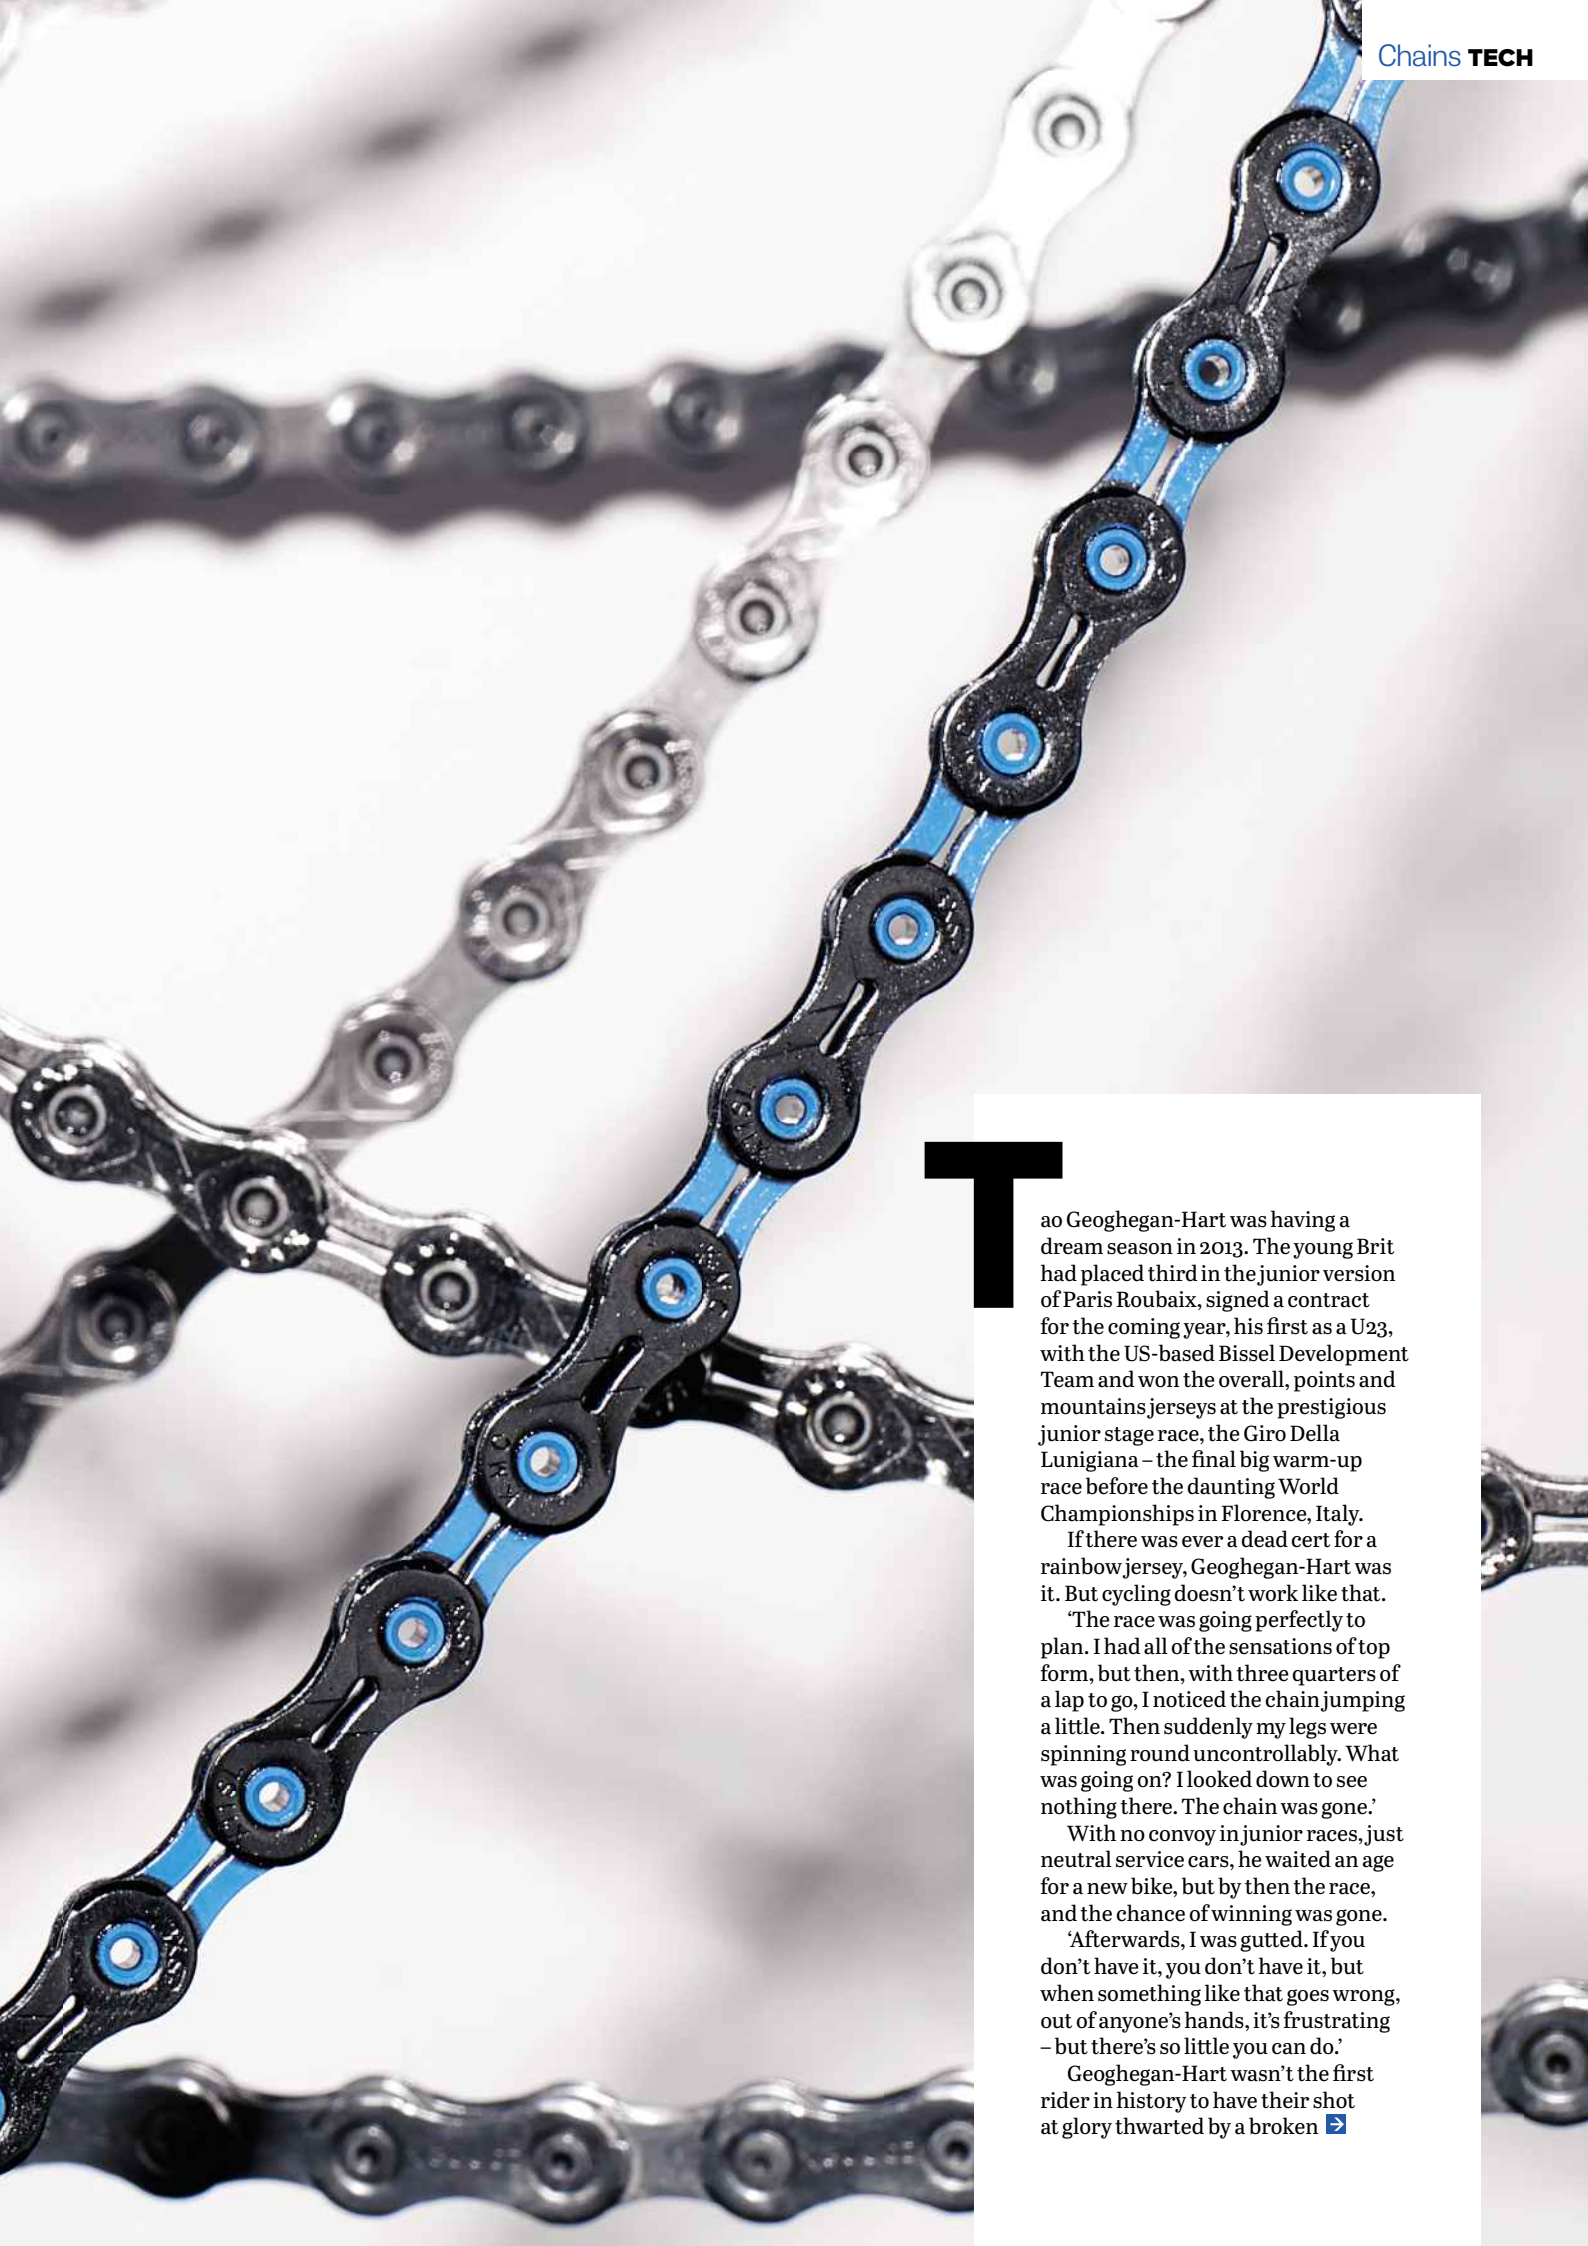 Chains TECH
Tao Geoghegan-Hart was having a
dream season in 2013. The young Brit
had placed third in the junior version
of Paris Roubaix, signed a contract
for the coming year, his first as a U23,
with the US-based Bissel Development
Team and won the overall, points and
mountains jerseys at the prestigious
junior stage race, the Giro Della
Lunigiana – the final big warm-up
race before the daunting World
Championships in Florence, Italy.
If there was ever a dead cert for a
rainbow jersey, Geoghegan-Hart was
it. But cycling doesn’t work like that.
‘The race was going perfectly to
plan. I had all of the sensations of top
form, but then, with three quarters of
a lap to go, I noticed the chain jumping
a little. Then suddenly my legs were
spinning round uncontrollably. What
was going on? I looked down to see
nothing there. The chain was gone.’
With no convoy in junior races, just
neutral service cars, he waited an age
for a new bike, but by then the race,
and the chance of winning was gone.
‘Afterwards, I was gutted. If you
don’t have it, you don’t have it, but
when something like that goes wrong,
out of anyone’s hands, it’s frustrating
– but there’s so little you can do.’
Geoghegan-Hart wasn’t the first
rider in history to have their shot
at glory thwarted by a broken